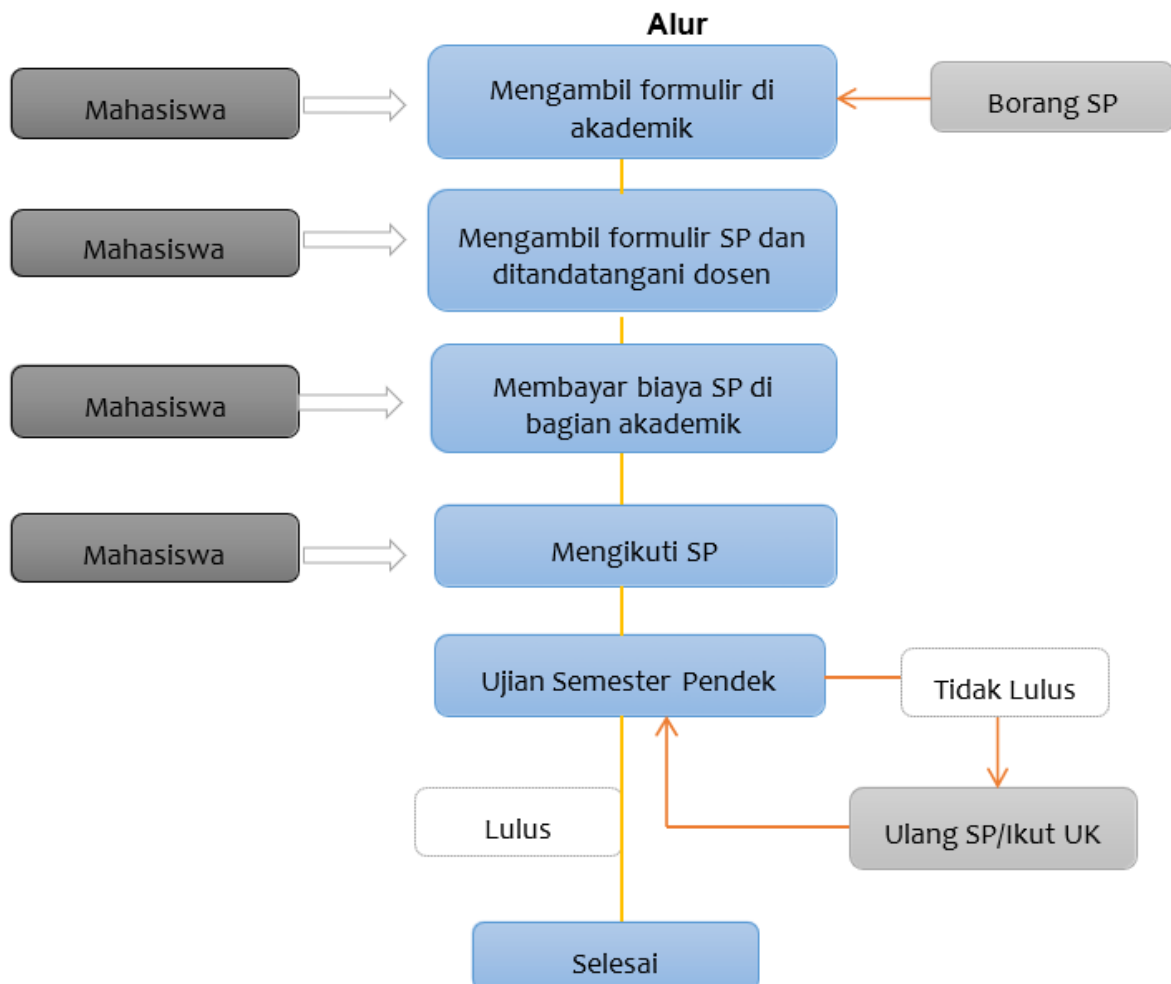 Alur
Mahasiswa
Mengambil formulir di
akademik
Borang SP
Mahasiswa
Mengambil formulir SP dan
ditandatangani dosen
Mahasiswa
Membayar biaya SP di
bagian akademik
Mahasiswa
Mengikuti SP
Ujian Semester Pendek
Tidak Lulus
Lulus
Ulang SP/Ikut UK
Selesai